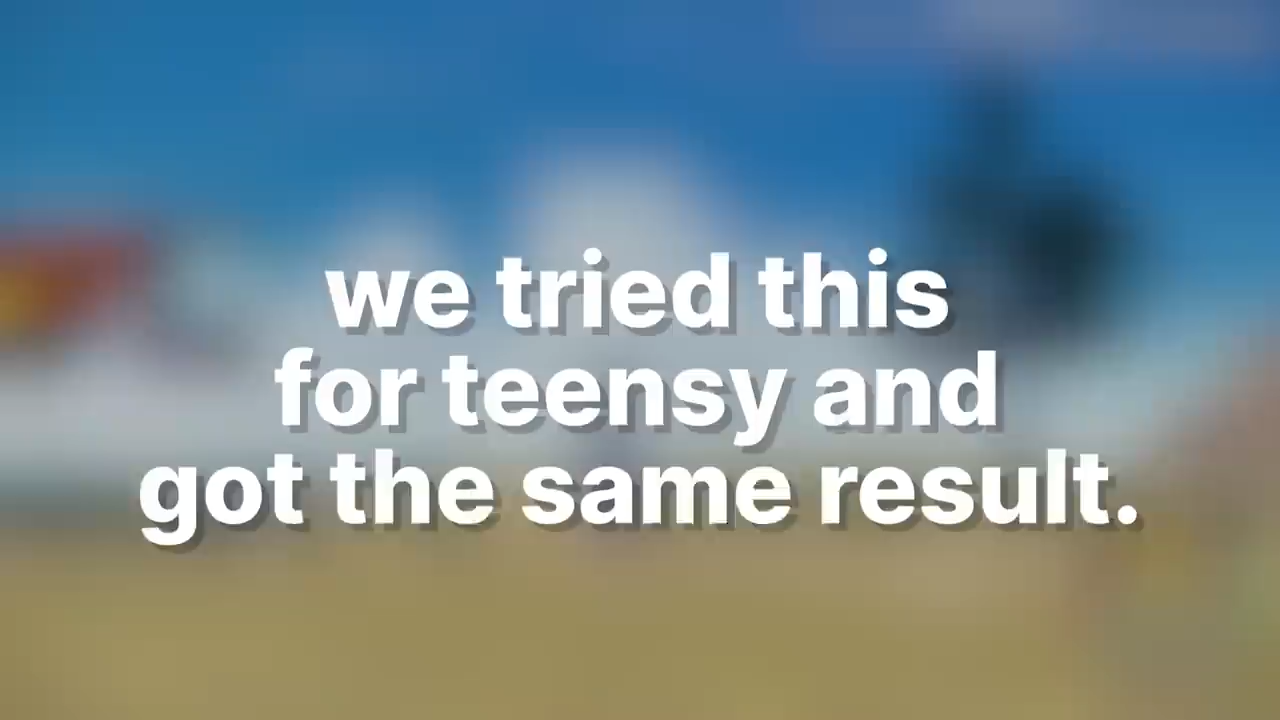 we tried this
for teensy and
got the same result.